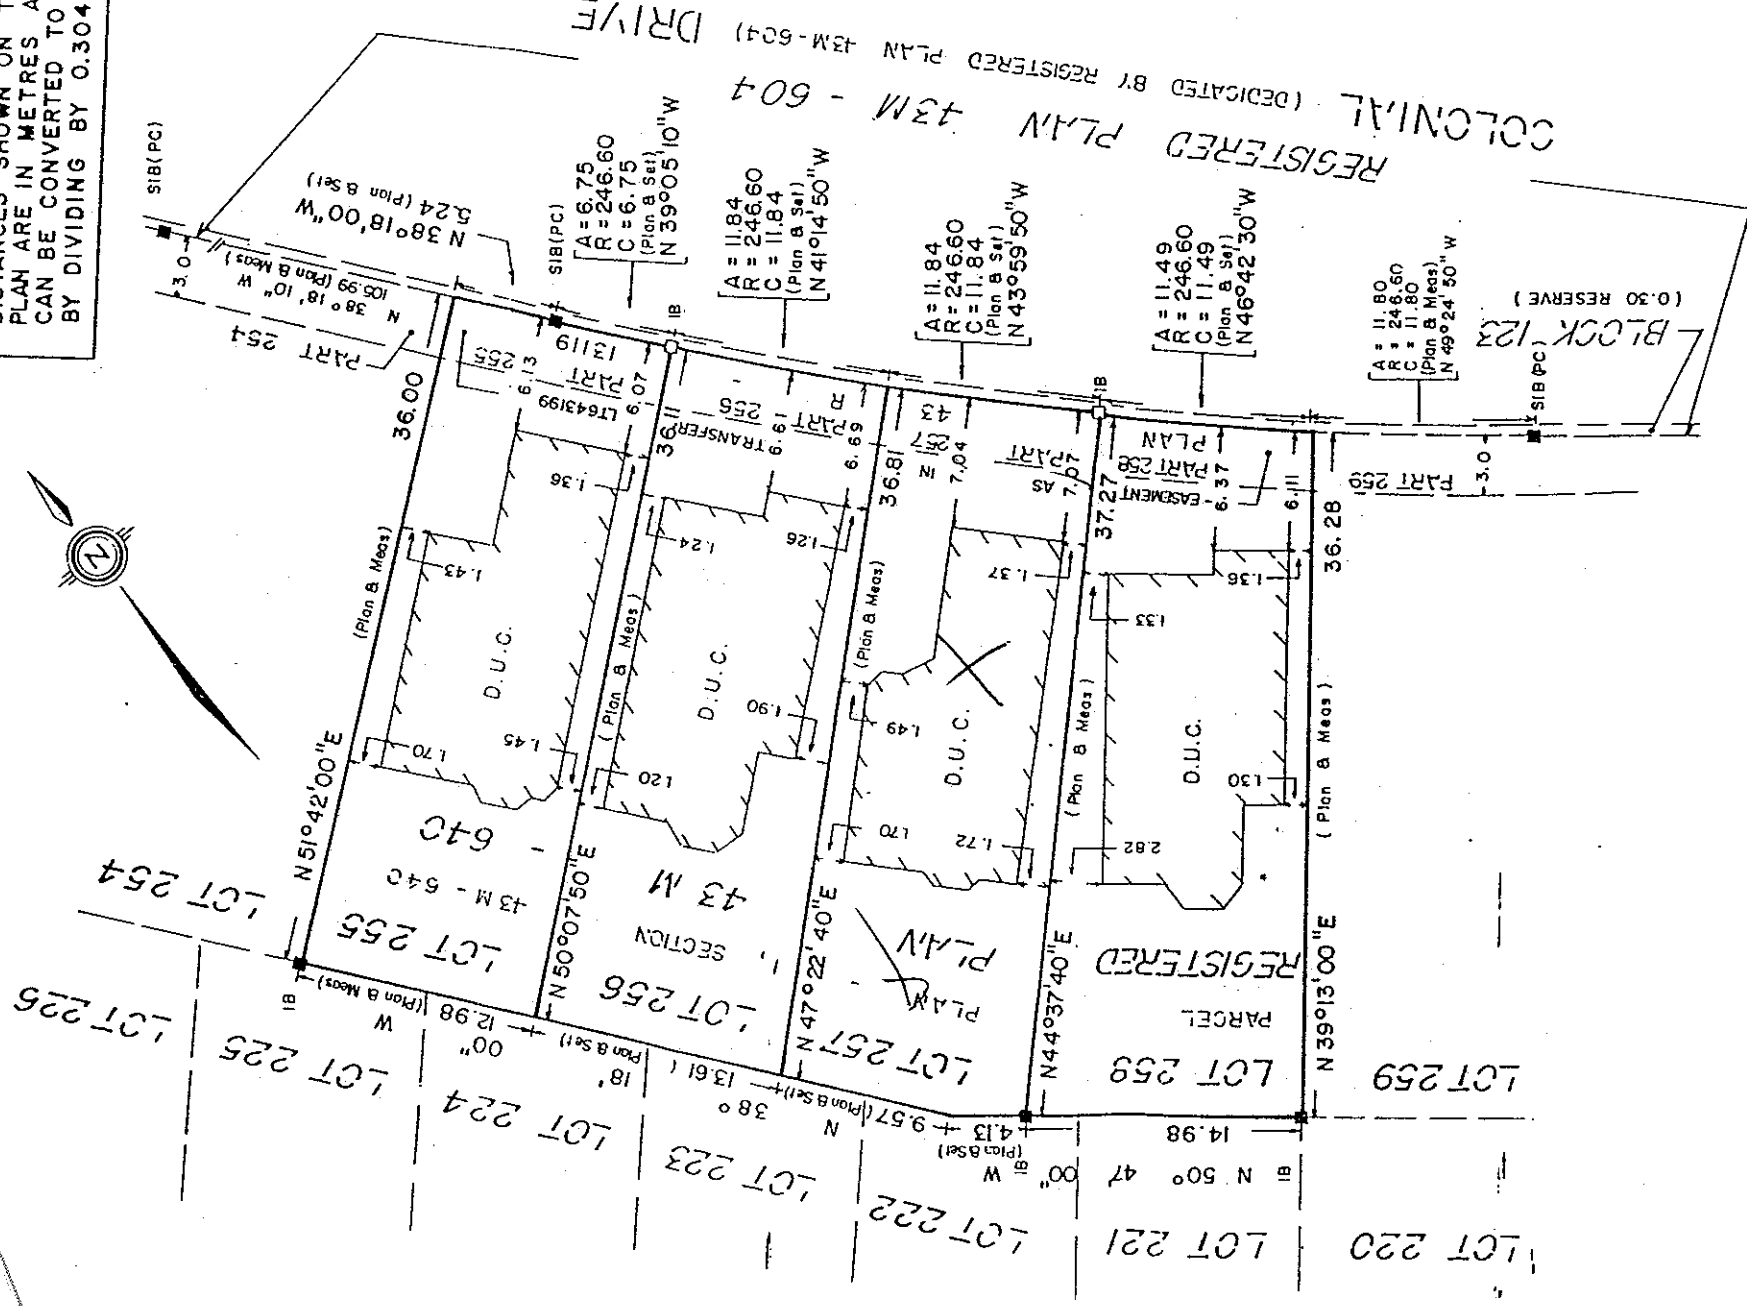 DISTANCES SHOWN ON
PLAN ARE IN METRES A
CAN BE CONVERTED TO
BY DIVIDING BY 0.304
COLONIAL (DEDICATED BY REGISTERED PLAN 43M-604) DRIVE
REGISTERED PLAN 43M - 604
BLOCK 123
(0.30 RESERVE)
SIB(PC)
3.0
N 38° 18' 10" W
105.99 (Plan & Meas)
N 38°18'00"W
5.24 (Plan & Set)
SIB(PC)
A = 6.75
R = 246.60
C = 6.75
(Plan & Set)
N 39°05'10"W
IB
A = 11.84
R = 246.60
C = 11.84
(Plan & Set)
N 41°14'50"W
A = 11.84
R = 246.60
C = 11.84
(Plan & Set)
N 43°59'50"W
SIB
A = 11.49
R = 246.60
C = 11.49
(Plan & Set)
N 46°42'30"W
A = 11.80
R = 246.60
C = 11.80
(Plan & Meas)
N 49°24'50"W
SIB(PC
3.0
PART 254
PART 255
13119
PART
LT643199
TRANSFER
PART 255
R
43
257
IN
PART
AS
PLAN
PART 258
EASEMENT
PART 259
6.13
6.07
6.11
6.69
7.04
7.07
6.37
6.11
36.00
(Plan & Meas)
N 51°42'00"E
36.11
(Plan & Meas)
N 50°07'50"E
36.81
(Plan & Meas)
N 47°22'40"E
37.27
(Plan & Meas)
N 44°37'40"E
36.28
(Plan & Meas)
N 39°13'00"E
N
1.43
1.36
D.U.C.
1.70
1.45
1.24
1.26
D.U.C.
1.20
1.90
1.37
1.49
D.U.C.
1.70
1.72
1.33
1.36
D.U.C.
2.82
1.30
640
43M - 640
LOT 254
LOT 255
43 M
SECTION
LOT 256
PLAN
PLAN
LOT 257
REGISTERED
PARCEL
LOT 259
LOT 259
IB
(Plan & Meas)
12.98
W
00"
(Plan & Set)
13.61
18'
(Plan & Set)
38°
9.57 (Plan & Set)
N
4.13
(Plan & Set)
IB
W
14.98
IB
N 50° 47' 00"
LOT 226
LOT 225
LOT 224
LOT 223
LOT 222
LOT 221
LOT 220